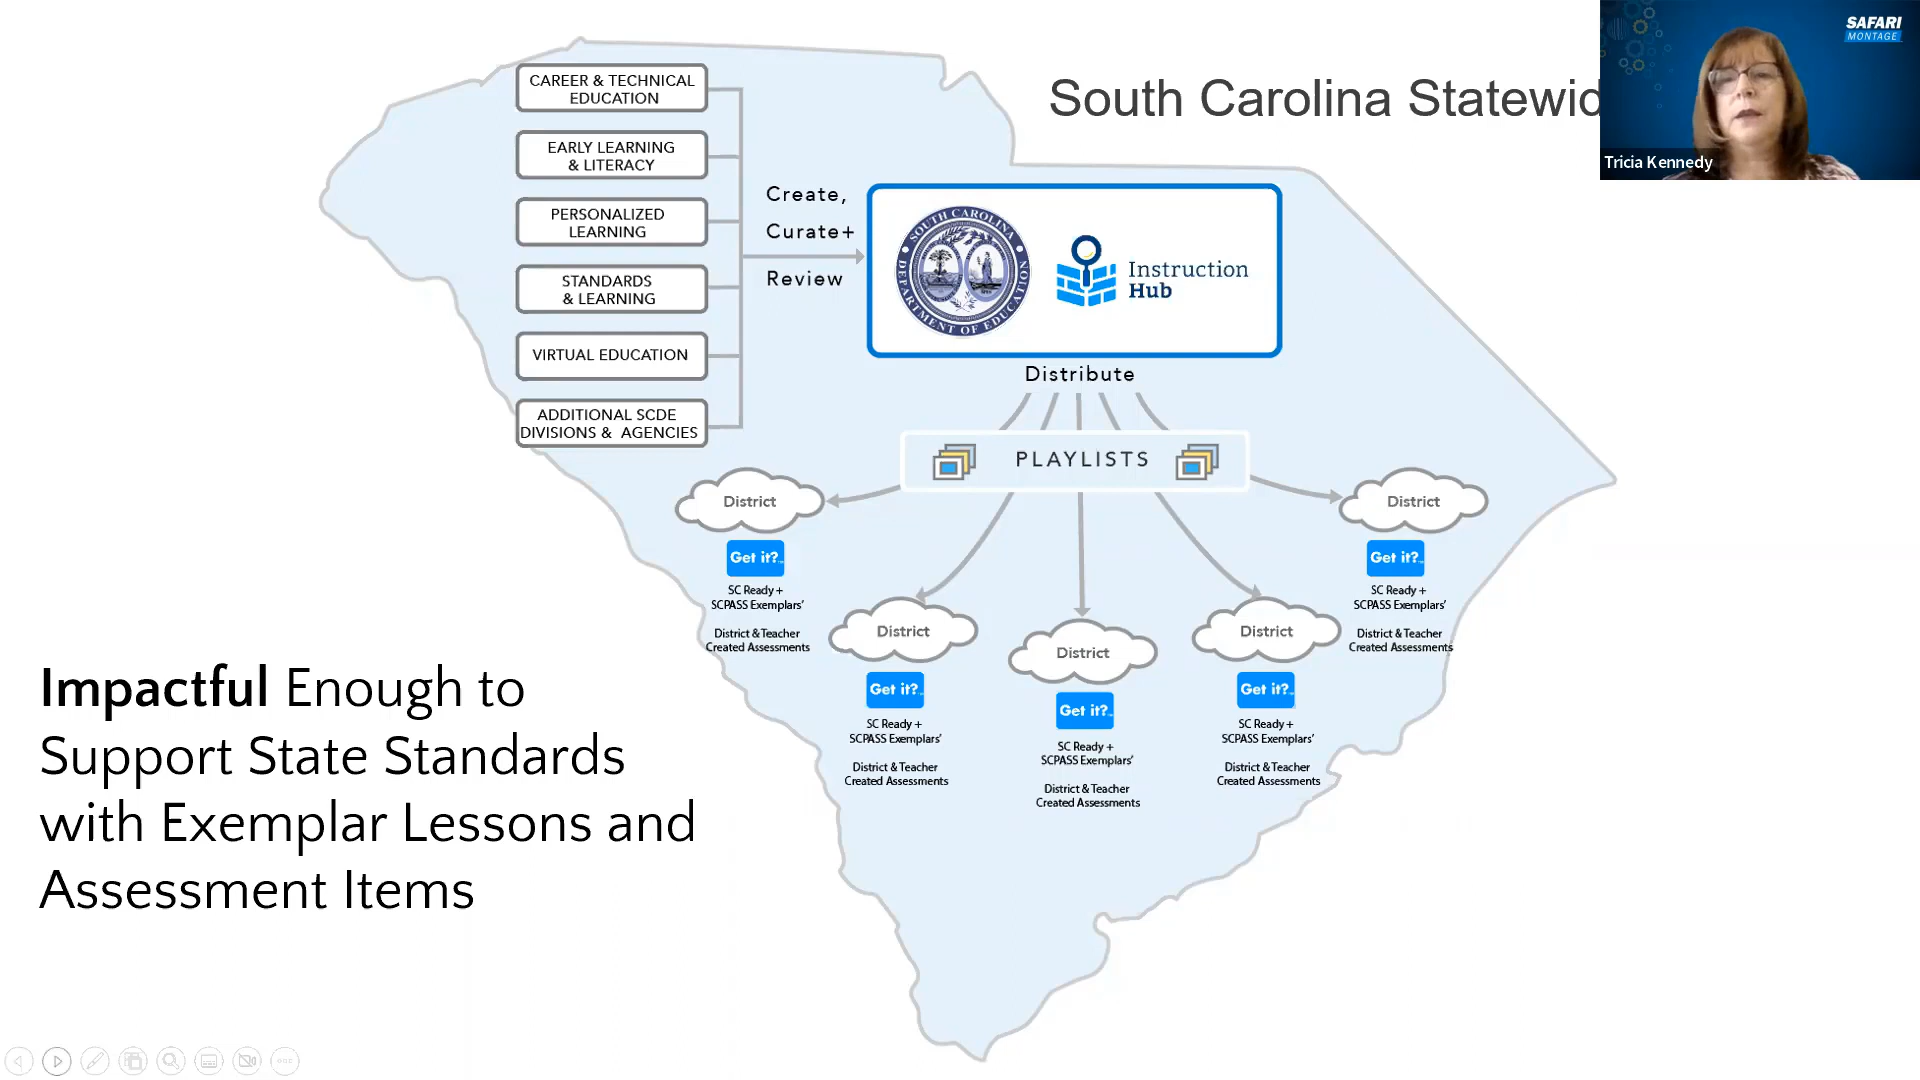 South Carolina Statewid
SAFARI
MONTAGE
Tricia Kennedy
CAREER & TECHNICAL
EDUCATION
EARLY LEARNING
& LITERACY
PERSONALIZED
LEARNING
STANDARDS
& LEARNING
VIRTUAL EDUCATION
ADDITIONAL SCDE
DIVISIONS & AGENCIES
Create,
Curate+
Review
SOUTH CAROLINA
DEPARTMENT OF EDUCATION
Instruction
Hub
Distribute
PLAYLISTS
District
Get it?
SC Ready +
SCPASS Exemplars’
District & Teacher
Created Assessments
District
Get it?
SC Ready +
SCPASS Exemplars’
District & Teacher
Created Assessments
District
Get it?
SC Ready +
SCPASS Exemplars’
District & Teacher
Created Assessments
District
Get it?
SC Ready +
SCPASS Exemplars’
District & Teacher
Created Assessments
District
Get it?
SC Ready +
SCPASS Exemplars’
District & Teacher
Created Assessments
Impactful Enough to
Support State Standards
with Exemplar Lessons and
Assessment Items